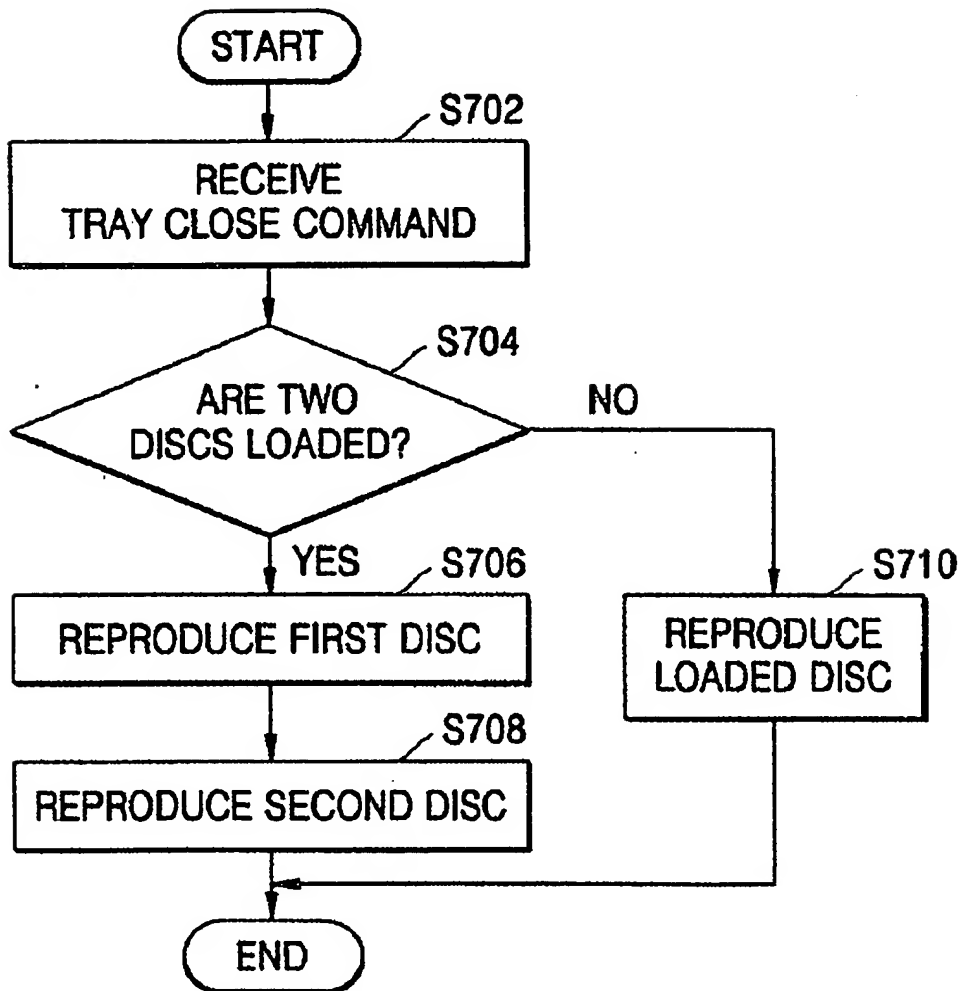 START
S702
RECEIVE
TRAY CLOSE COMMAND
S704
ARE TWO
DISCS LOADED?
NO
YES
S706
REPRODUCE FIRST DISC
S710
REPRODUCE
LOADED DISC
S708
REPRODUCE SECOND DISC
END